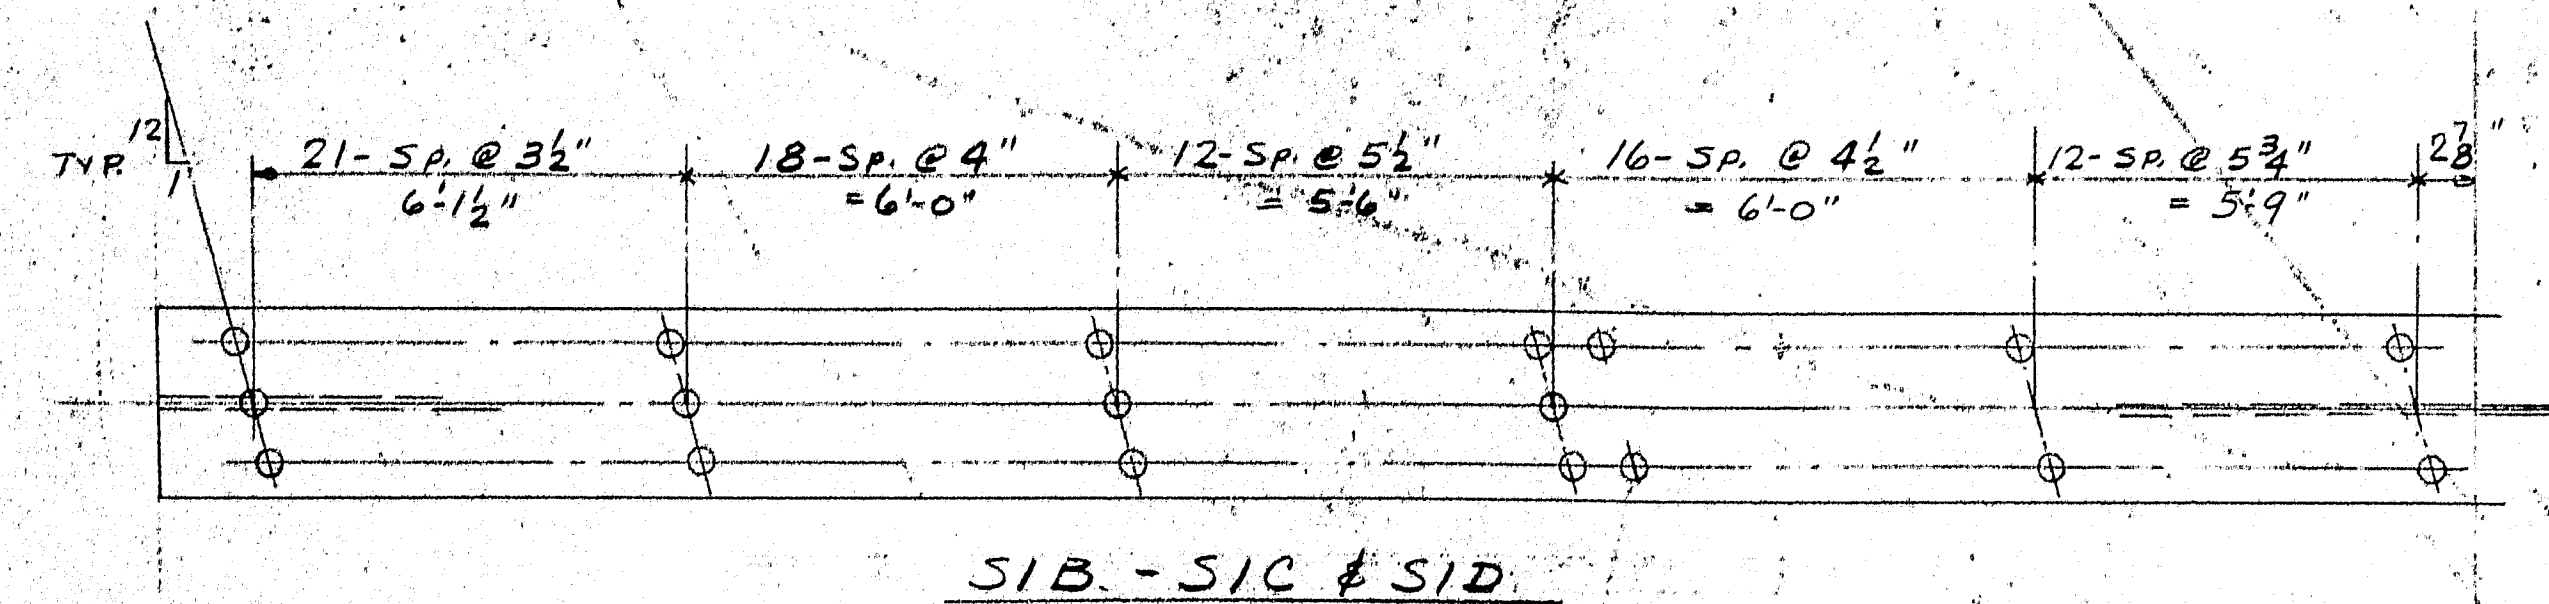 TYP. 12
1
21- SP. @ 3½"
6'-1½"
18-SP. @ 4"
=6'-0"
12-SP. @ 5½"
= 5'-6"
16- SP. @ 4½"
= 6'-0"
12- SP. @ 5¾"
= 5'-9"
2⅞"
S1B. - S1C & S1D